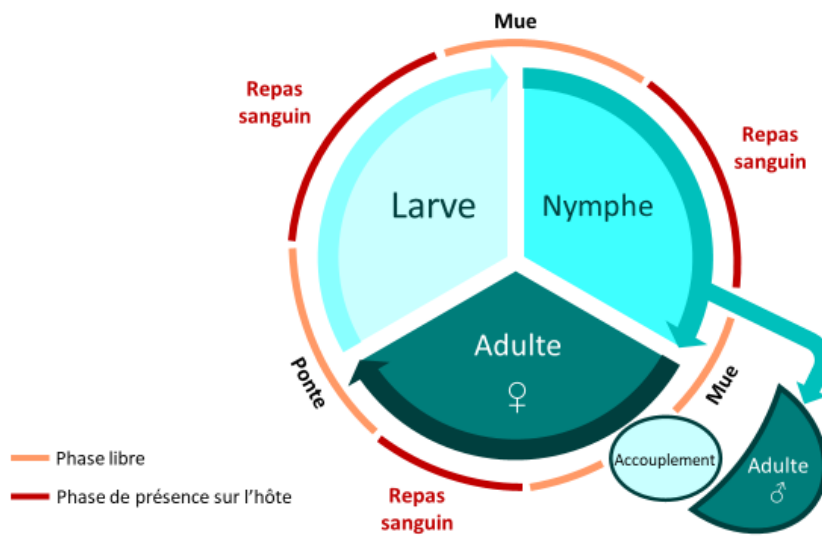 Mue
Repas
sanguin
Repas
sanguin
Larve
Nymphe
Adulte
♀
Ponte
Mue
Accouplement
Adulte
♂
Repas
sanguin
Phase libre
Phase de présence sur l'hôte